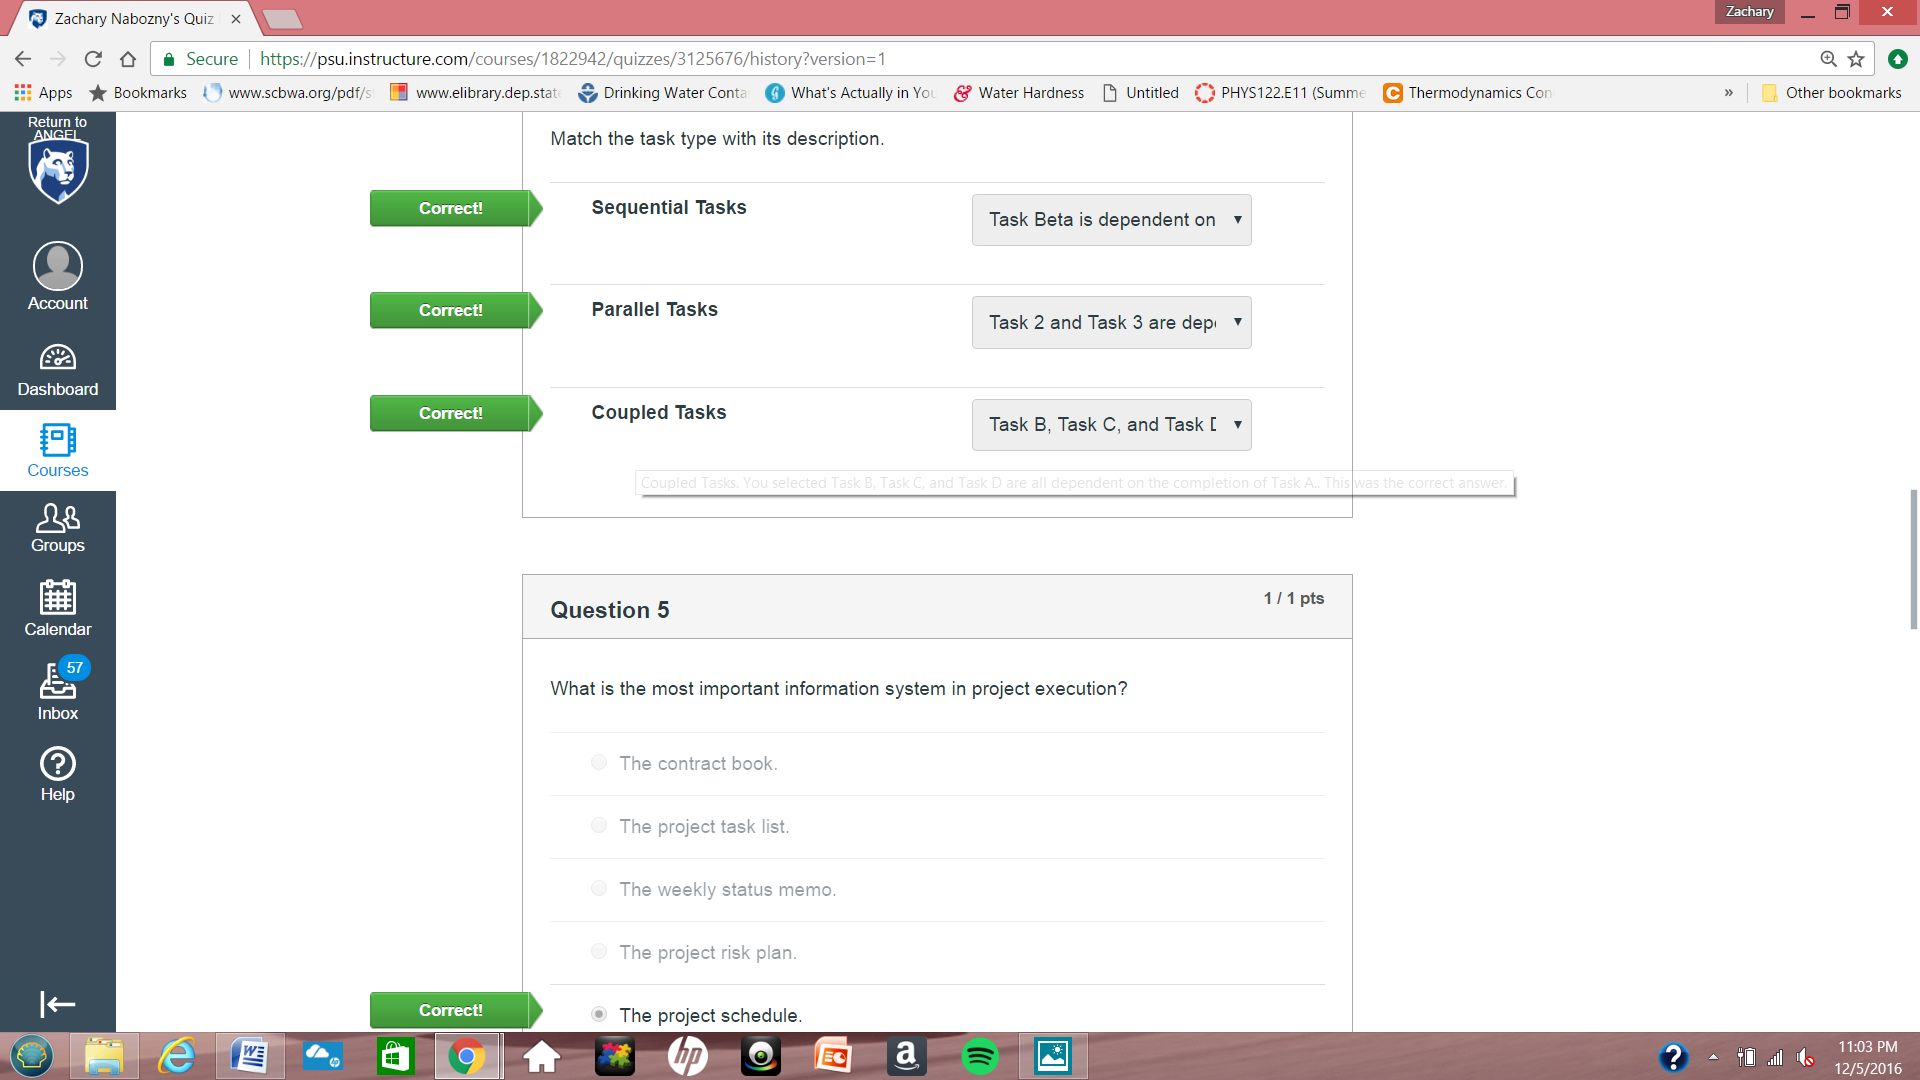 Zachary Nabozny's Quiz
Zachary
Secure https://psu.instructure.com/courses/1822942/quizzes/3125676/history?version=1
Apps Bookmarks www.scbwa.org/pdf/s www.elibrary.dep.stat Drinking Water Conta What's Actually in You Water Hardness Untitled PHYS122.E11 (Summe Thermodynamics Con » Other bookmarks
Return to
ANGEL
Account
Dashboard
Courses
Groups
Calendar
57
Inbox
Help
Match the task type with its description.
Correct! Sequential Tasks Task Beta is dependent on
Correct! Parallel Tasks Task 2 and Task 3 are dep
Correct! Coupled Tasks Task B, Task C, and Task D
Coupled Tasks. You selected Task B, Task C, and Task D are all dependent on the completion of Task A.. This was the correct answer.
Question 5 1 / 1 pts
What is the most important information system in project execution?
The contract book.
The project task list.
The weekly status memo.
The project risk plan.
Correct! The project schedule.
11:03 PM
12/5/2016